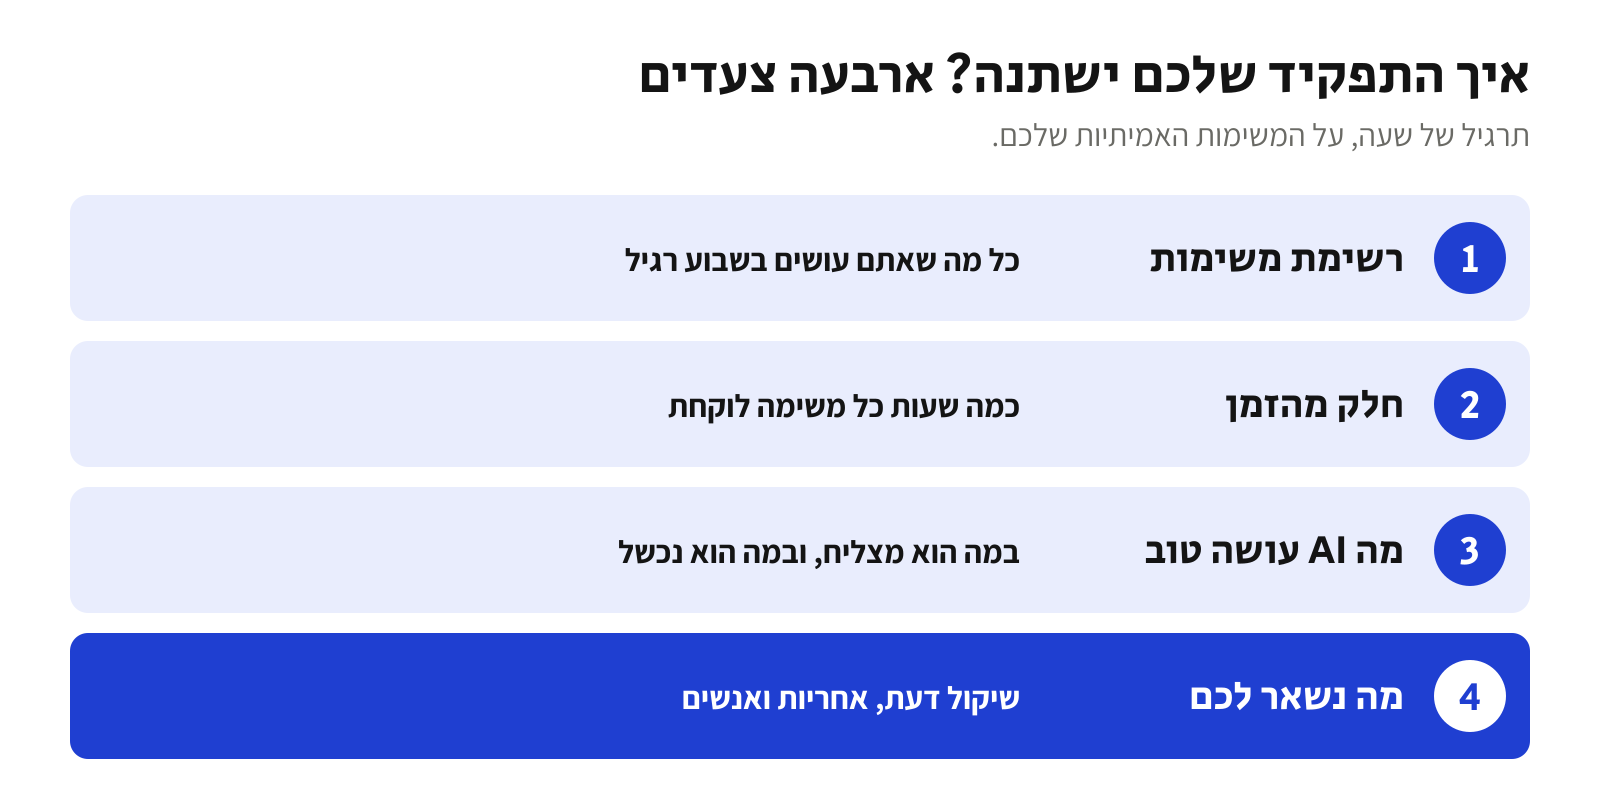 איך התפקיד שלכם ישתנה? ארבעה צעדים
תרגיל של שעה, על המשימות האמיתיות שלכם.
1 רשימת משימות כל מה שאתם עושים בשבוע רגיל
2 חלק מהזמן כמה שעות כל משימה לוקחת
3 מה AI עושה טוב במה הוא מצליח, ובמה הוא נכשל
4 מה נשאר לכם שיקול דעת, אחריות ואנשים